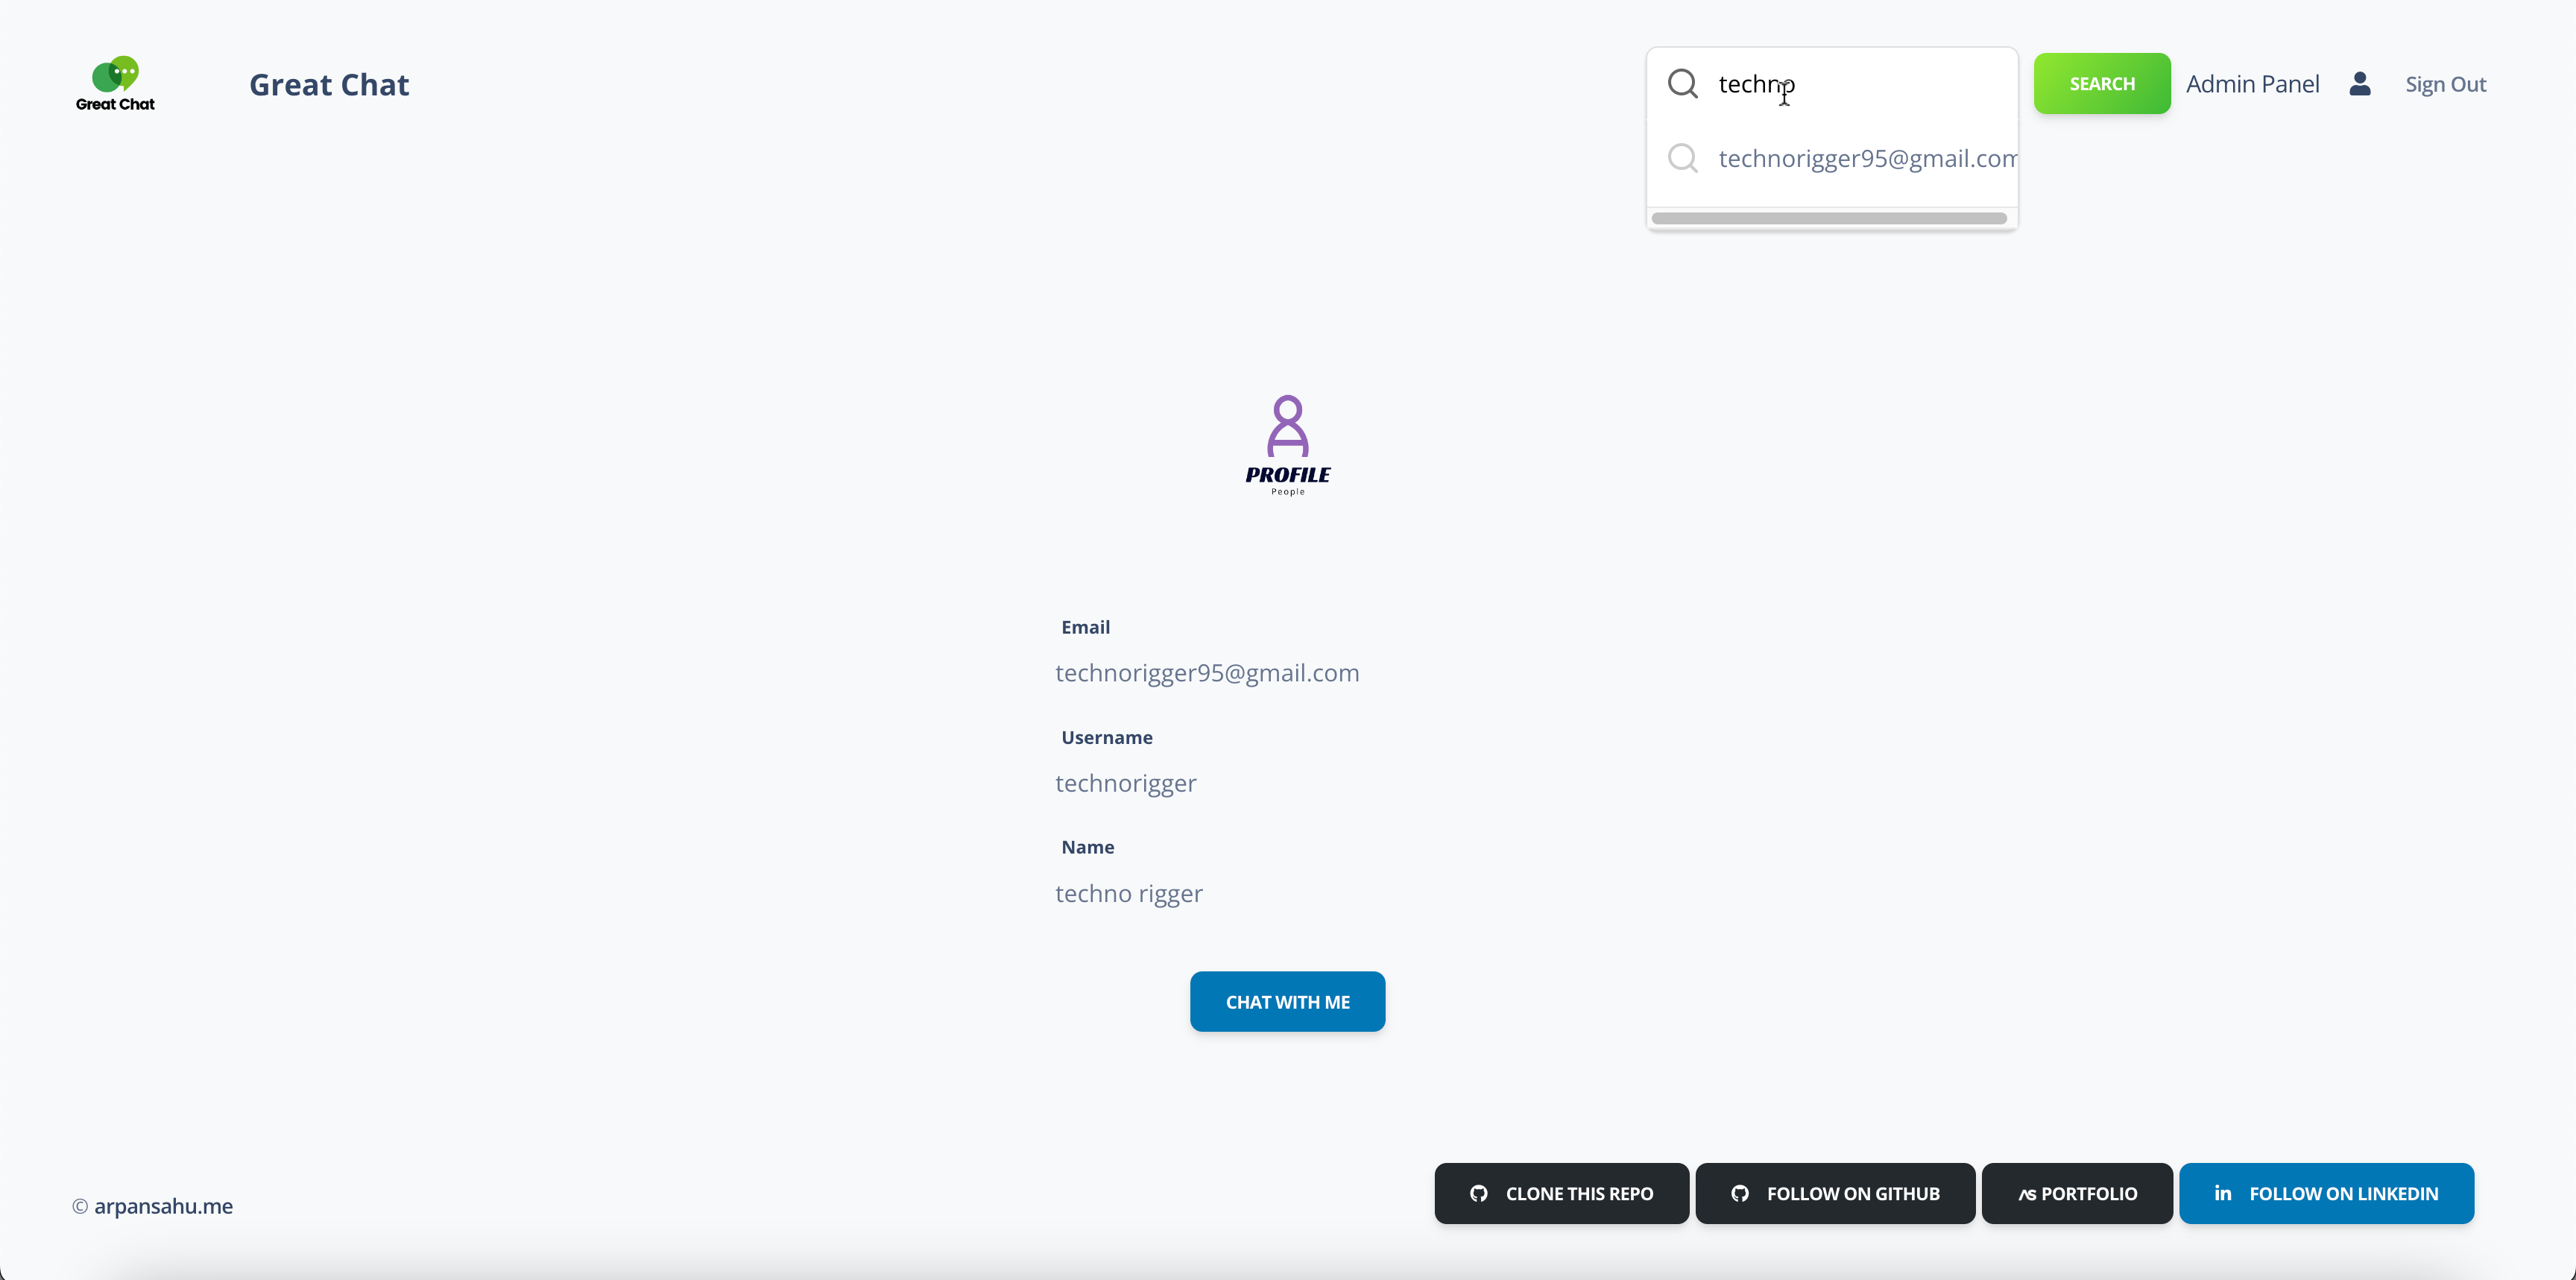 Great Chat
Great Chat
techno
SEARCH
Admin Panel
Sign Out
technorigger95@gmail.com
PROFILE
People
Email
technorigger95@gmail.com
Username
technorigger
Name
techno rigger
CHAT WITH ME
© arpansahu.me
CLONE THIS REPO
FOLLOW ON GITHUB
AS PORTFOLIO
in FOLLOW ON LINKEDIN